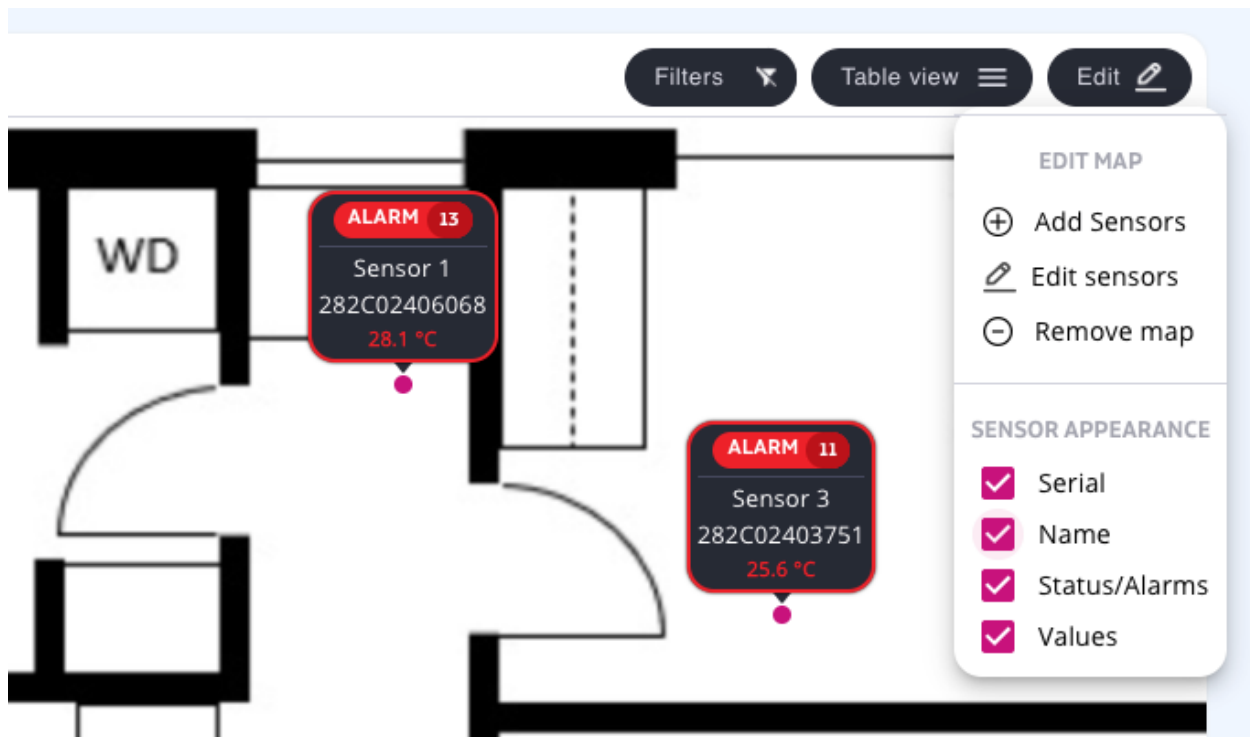 Filters
Table view
Edit
EDIT MAP
Add Sensors
Edit sensors
Remove map
SENSOR APPEARANCE
Serial
Name
Status/Alarms
Values
WD
ALARM 13
Sensor 1
282C02406068
28.1 °C
ALARM 11
Sensor 3
282C02403751
25.6 °C